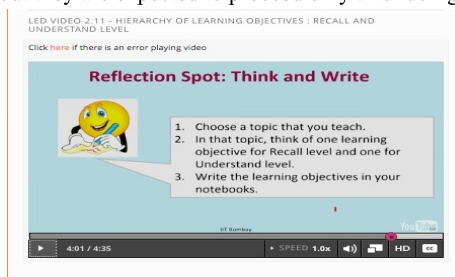 LED VIDEO 2.11 - HIERARCHY OF LEARNING OBJECTIVES : RECALL AND
UNDERSTAND LEVEL
Click here if there is an error playing video
Reflection Spot: Think and Write
1. Choose a topic that you teach.
2. In that topic, think of one learning
objective for Recall level and one for
Understand level.
3. Write the learning objectives in your
notebooks.
IIT Bombay
YouTube
4:01 / 4:35
SPEED 1.0x
HD
CC